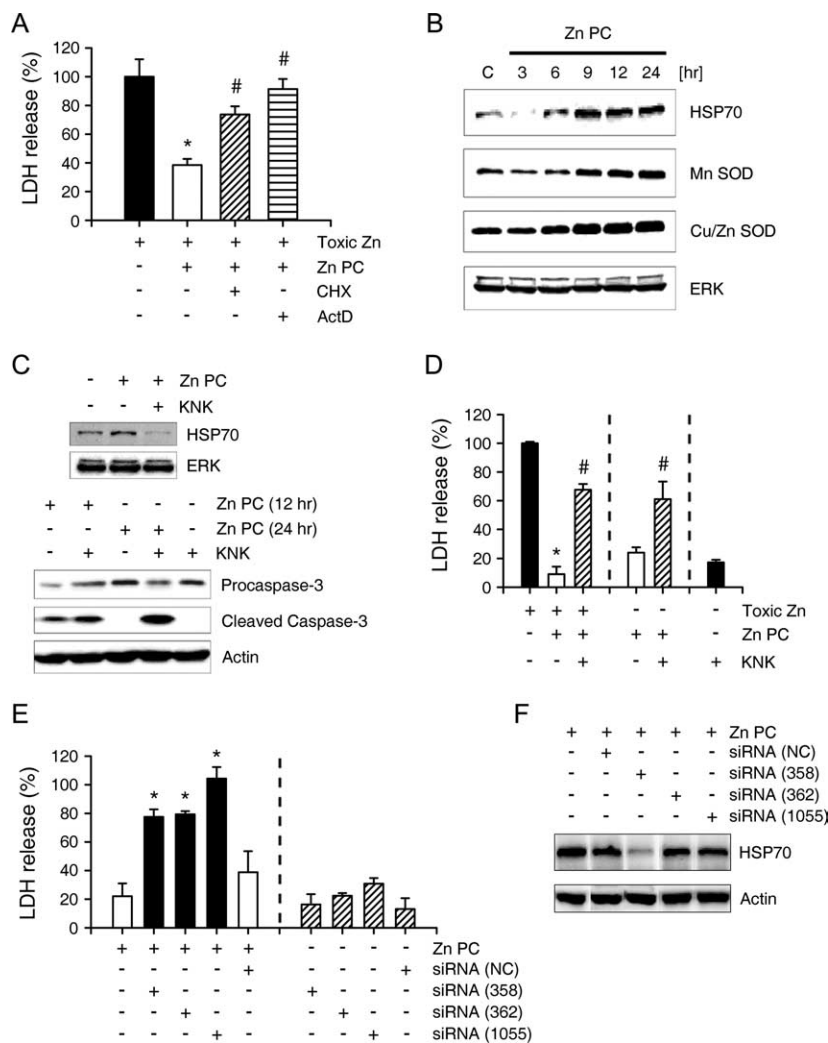 A
LDH release (%)
120
100
80
60
40
20
0
*
#
#
+ + + + Toxic Zn
- + + + Zn PC
- - + - CHX
- - - + ActD
B
Zn PC
C 3 6 9 12 24 [hr]
HSP70
Mn SOD
Cu/Zn SOD
ERK
C
- + + Zn PC
- - + KNK
HSP70
ERK
+ + - - - Zn PC (12 hr)
- - + + - Zn PC (24 hr)
- + - + + KNK
Procaspase-3
Cleaved Caspase-3
Actin
D
LDH release (%)
120
100
80
60
40
20
0
*
#
#
+ + + - - - Toxic Zn
- + + + + - Zn PC
- - + - + + KNK
E
LDH release (%)
120
100
80
60
40
20
0
* * *
+ + + + + - - - - Zn PC
- - - - + - - - + siRNA (NC)
- + - - - + - - - siRNA (358)
- - + - - - + - - siRNA (362)
- - - + - - - + - siRNA (1055)
F
+ + + + + Zn PC
- + - - - siRNA (NC)
- - + - - siRNA (358)
- - - + - siRNA (362)
- - - - + siRNA (1055)
HSP70
Actin